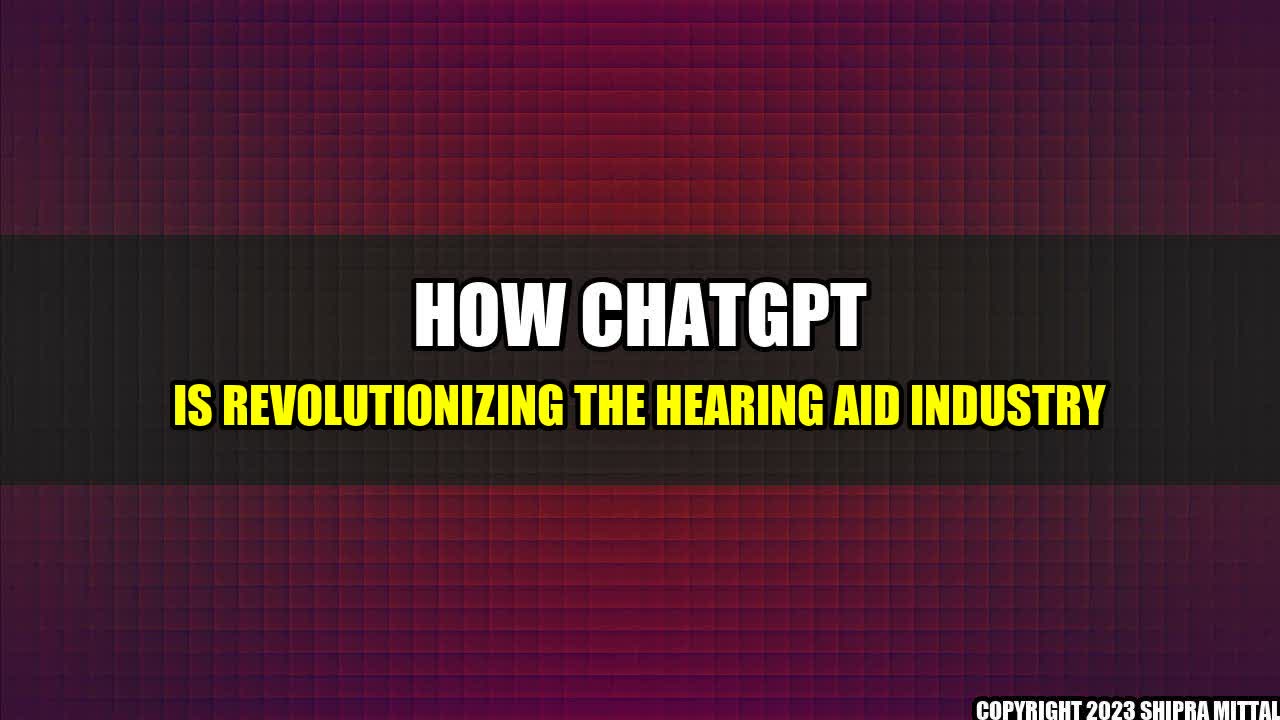 HOW CHATGPT
IS REVOLUTIONIZING THE HEARING AID INDUSTRY
COPYRIGHT 2023 SHIPRA MITTAL